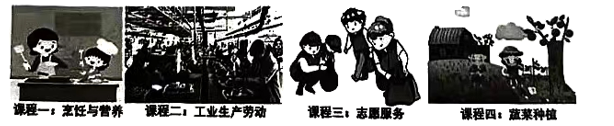 课程一：烹饪与营养
课程二：工业生产劳动
课程三：志愿服务
课程四：蔬菜种植